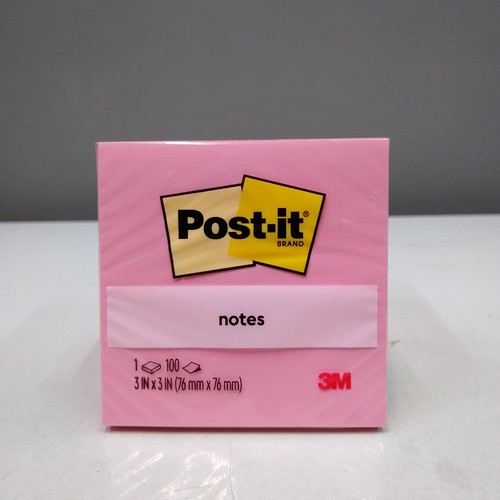 Post-it®
BRAND
notes
1 100
3 IN x 3 IN (76 mm x 76 mm)
3M